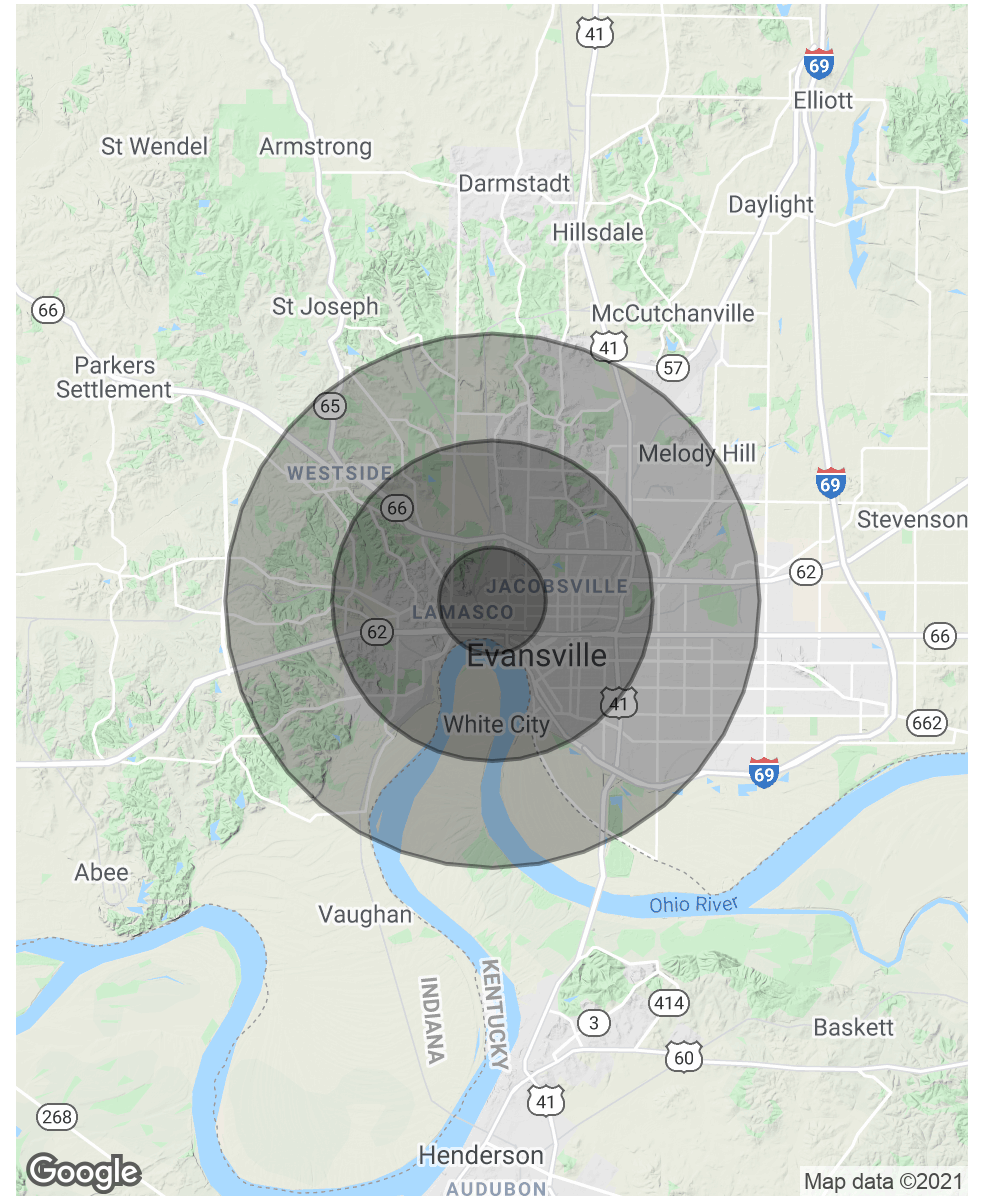 41
69
Elliott
St Wendel
Armstrong
Darmstadt
Daylight
Hillsdale
66
St Joseph
McCutchanville
41
57
Parkers
Settlement
65
Melody Hill
WESTSIDE
69
66
Stevenson
62
JACOBSVILLE
LAMASCO
62
66
Evansville
41
White City
662
69
Abee
Ohio River
Vaughan
INDIANA
KENTUCKY
414
3
Baskett
60
41
268
Henderson
Google
Map data ©2021
AUDUBON